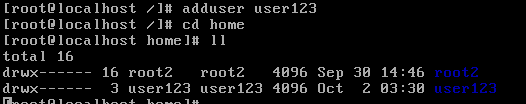 [root@localhost /]# adduser user123
[root@localhost /]# cd home
[root@localhost home]# ll
total 16
drwx------ 16 root2 root2 4096 Sep 30 14:46 root2
drwx------ 3 user123 user123 4096 Oct 2 03:30 user123
[root@localhost home]#